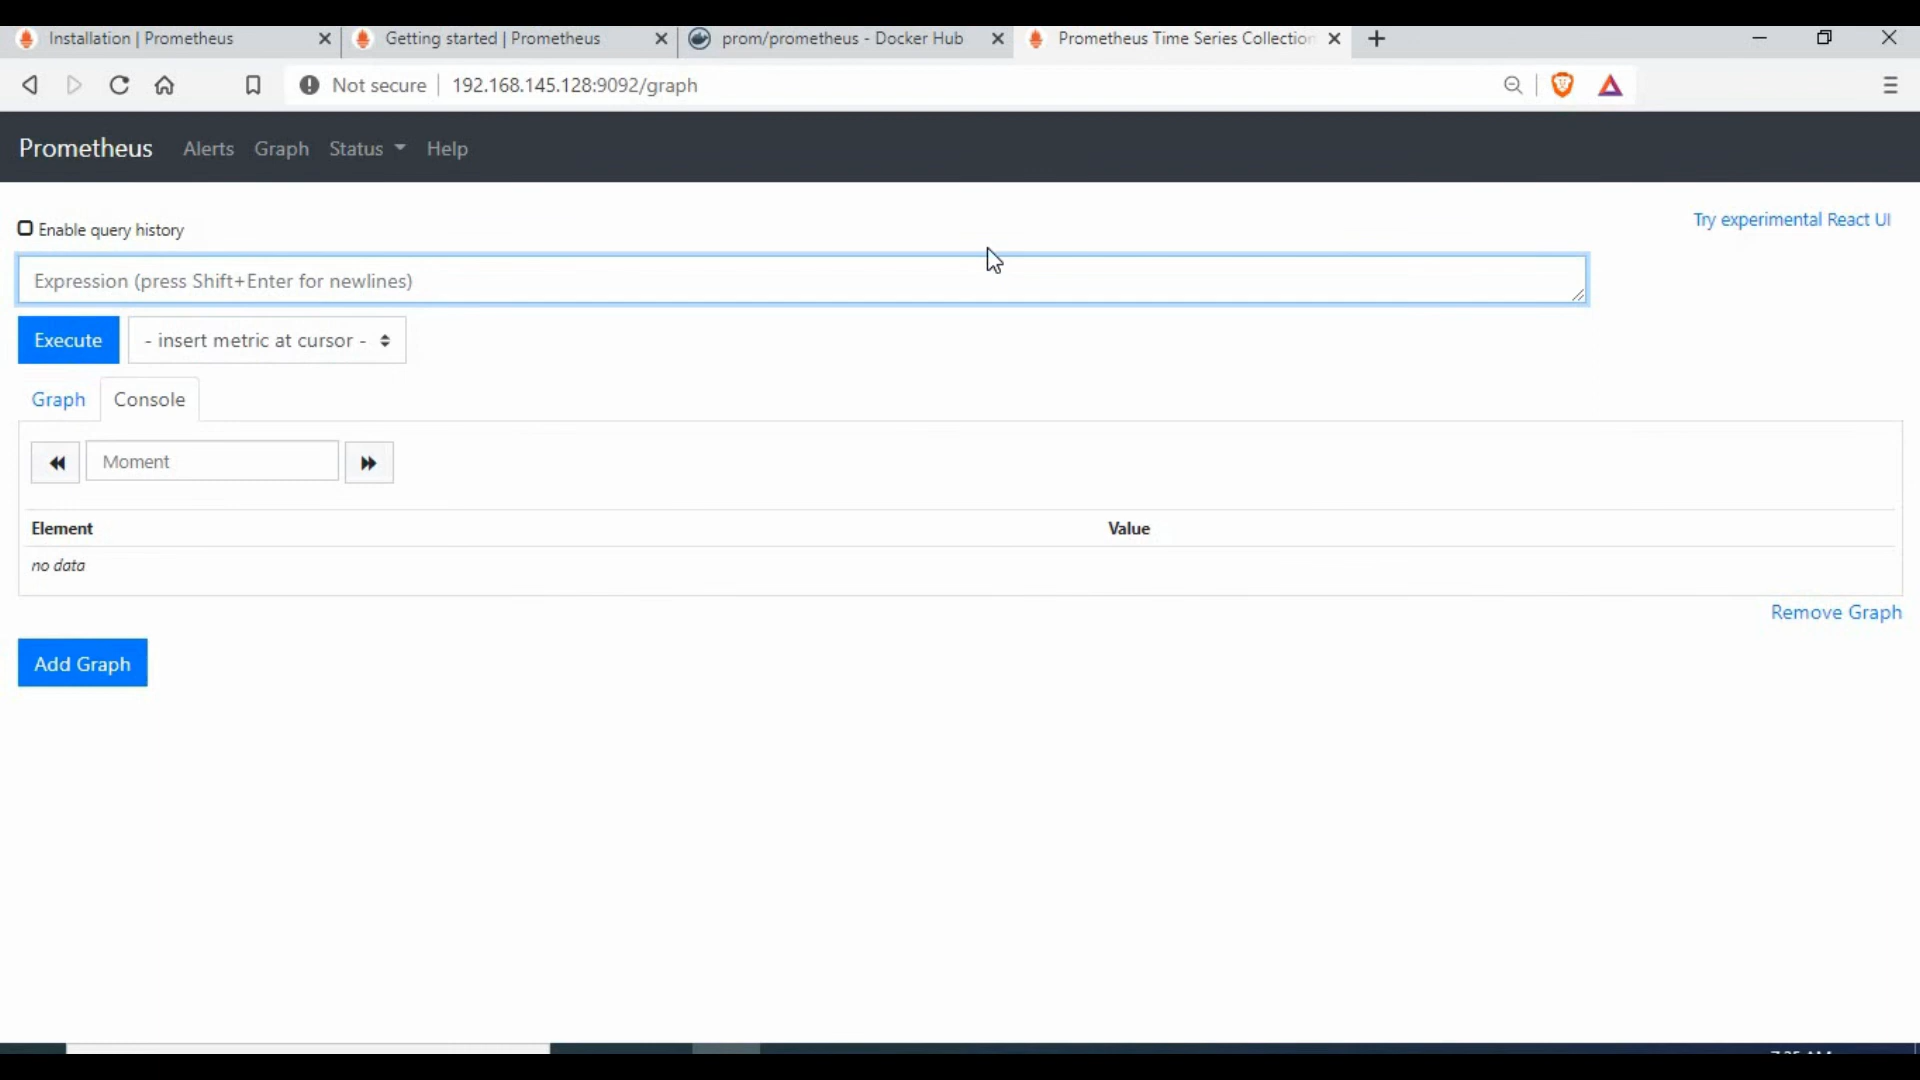 Installation | Prometheus
Getting started | Prometheus
prom/prometheus - Docker Hub
Prometheus Time Series Collection
Not secure
192.168.145.128:9092/graph
Prometheus
Alerts
Graph
Status
Help
Enable query history
Try experimental React UI
Expression (press Shift+Enter for newlines)
Execute
- insert metric at cursor -
Graph
Console
Moment
Element
Value
no data
Remove Graph
Add Graph